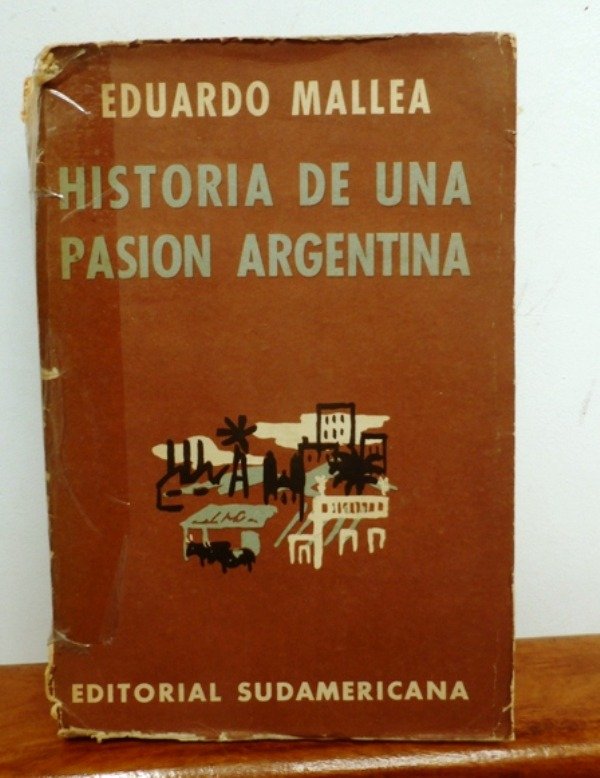 EDUARDO MALLEA
HISTORIA DE UNA
PASION ARGENTINA
EDITORIAL SUDAMERICANA